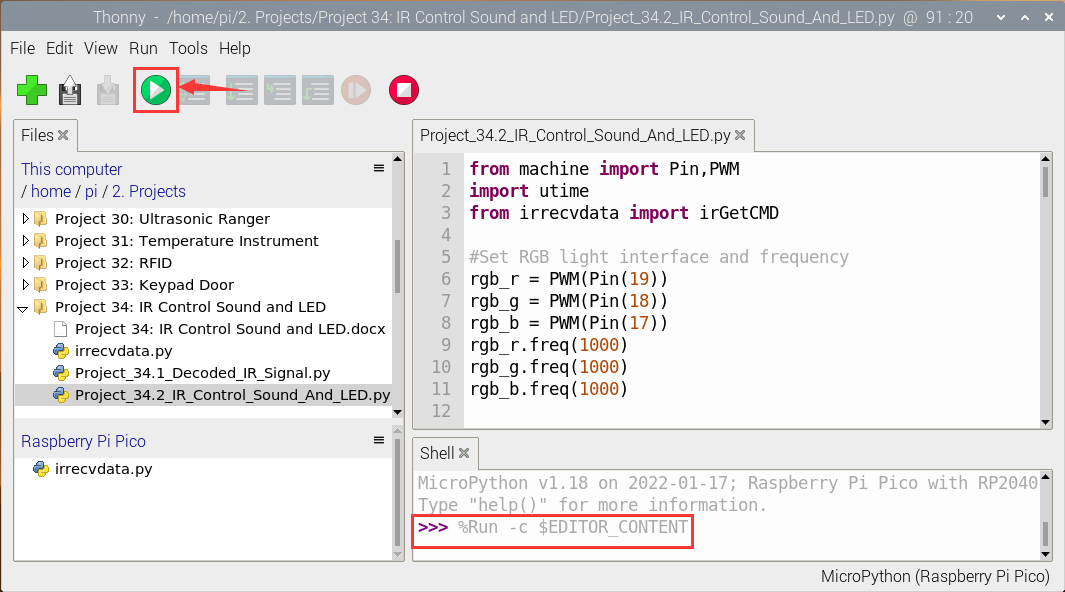 Thonny - /home/pi/2. Projects/Project 34: IR Control Sound and LED/Project_34.2_IR_Control_Sound_And_LED.py @ 91 : 20
File Edit View Run Tools Help
Files
This computer
/ home / pi / 2. Projects
Project 30: Ultrasonic Ranger
Project 31: Temperature Instrument
Project 32: RFID
Project 33: Keypad Door
Project 34: IR Control Sound and LED
Project 34: IR Control Sound and LED.docx
irrecvdata.py
Project_34.1_Decoded_IR_Signal.py
Project_34.2_IR_Control_Sound_And_LED.py
Raspberry Pi Pico
irrecvdata.py
Project_34.2_IR_Control_Sound_And_LED.py
1 from machine import Pin,PWM
2 import utime
3 from irrecvdata import irGetCMD
4
5 #Set RGB light interface and frequency
6 rgb_r = PWM(Pin(19))
7 rgb_g = PWM(Pin(18))
8 rgb_b = PWM(Pin(17))
9 rgb_r.freq(1000)
10 rgb_g.freq(1000)
11 rgb_b.freq(1000)
12
Shell
MicroPython v1.18 on 2022-01-17; Raspberry Pi Pico with RP2040
Type "help()" for more information.
>>> %Run -c $EDITOR_CONTENT
MicroPython (Raspberry Pi Pico)